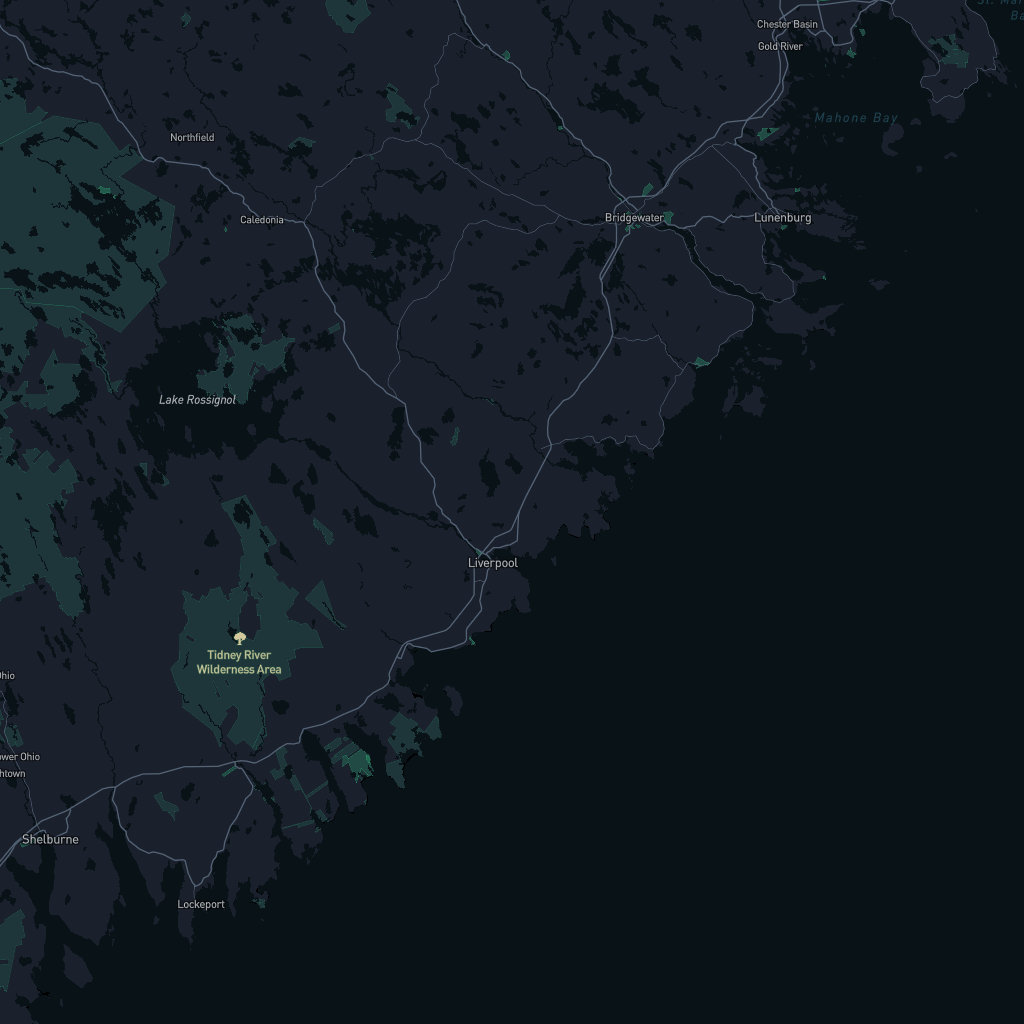 Chester Basin
Gold River
Mahone Bay
Northfield
Caledonia
Bridgewater
Lunenburg
Lake Rossignol
Liverpool
Tidney River
Wilderness Area
Shelburne
Lockeport